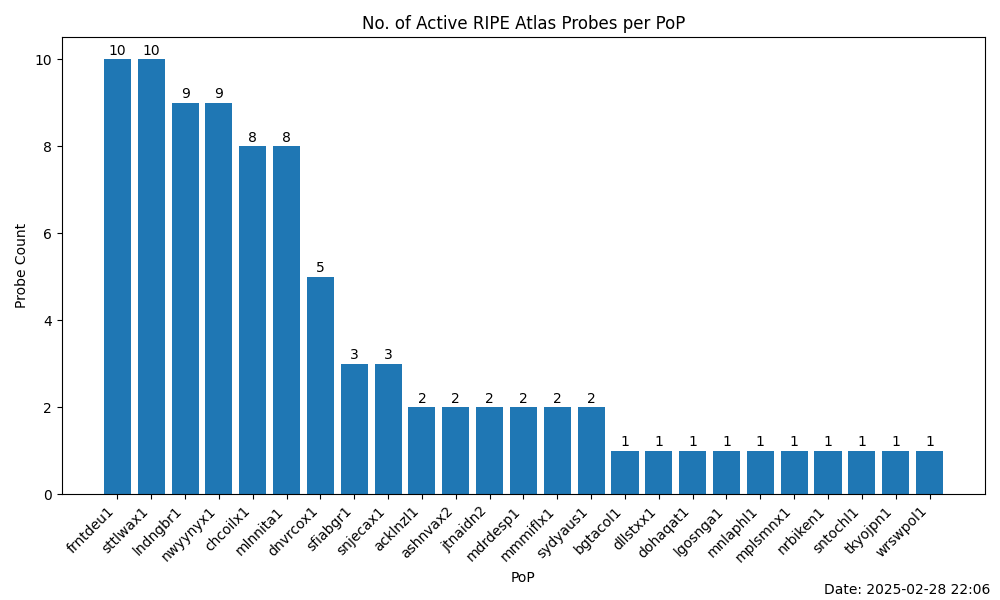 No. of Active RIPE Atlas Probes per PoP
10 10 9 9 8 8 5 3 3 2 2 2 2 2 2 1 1 1 1 1 1 1 1 1 1
10
8
6
4
2
0
Probe Count
frntdeu1 sttlwax1 lndngbr1 nwyynyx1 chcoilx1 mlnnita1 dnvrcox1 sfiabgr1 snjecax1 acklnzl1 ashnvax2 jtnaidn2 mdrdesp1 mmmiflx1 sydyaus1 bgtacol1 dllstxx1 dohaqat1 lgosnga1 mnlaphl1 mplsmnx1 nrbiken1 sntochl1 tkyojpn1 wrswpol1
PoP
Date: 2025-02-28 22:06